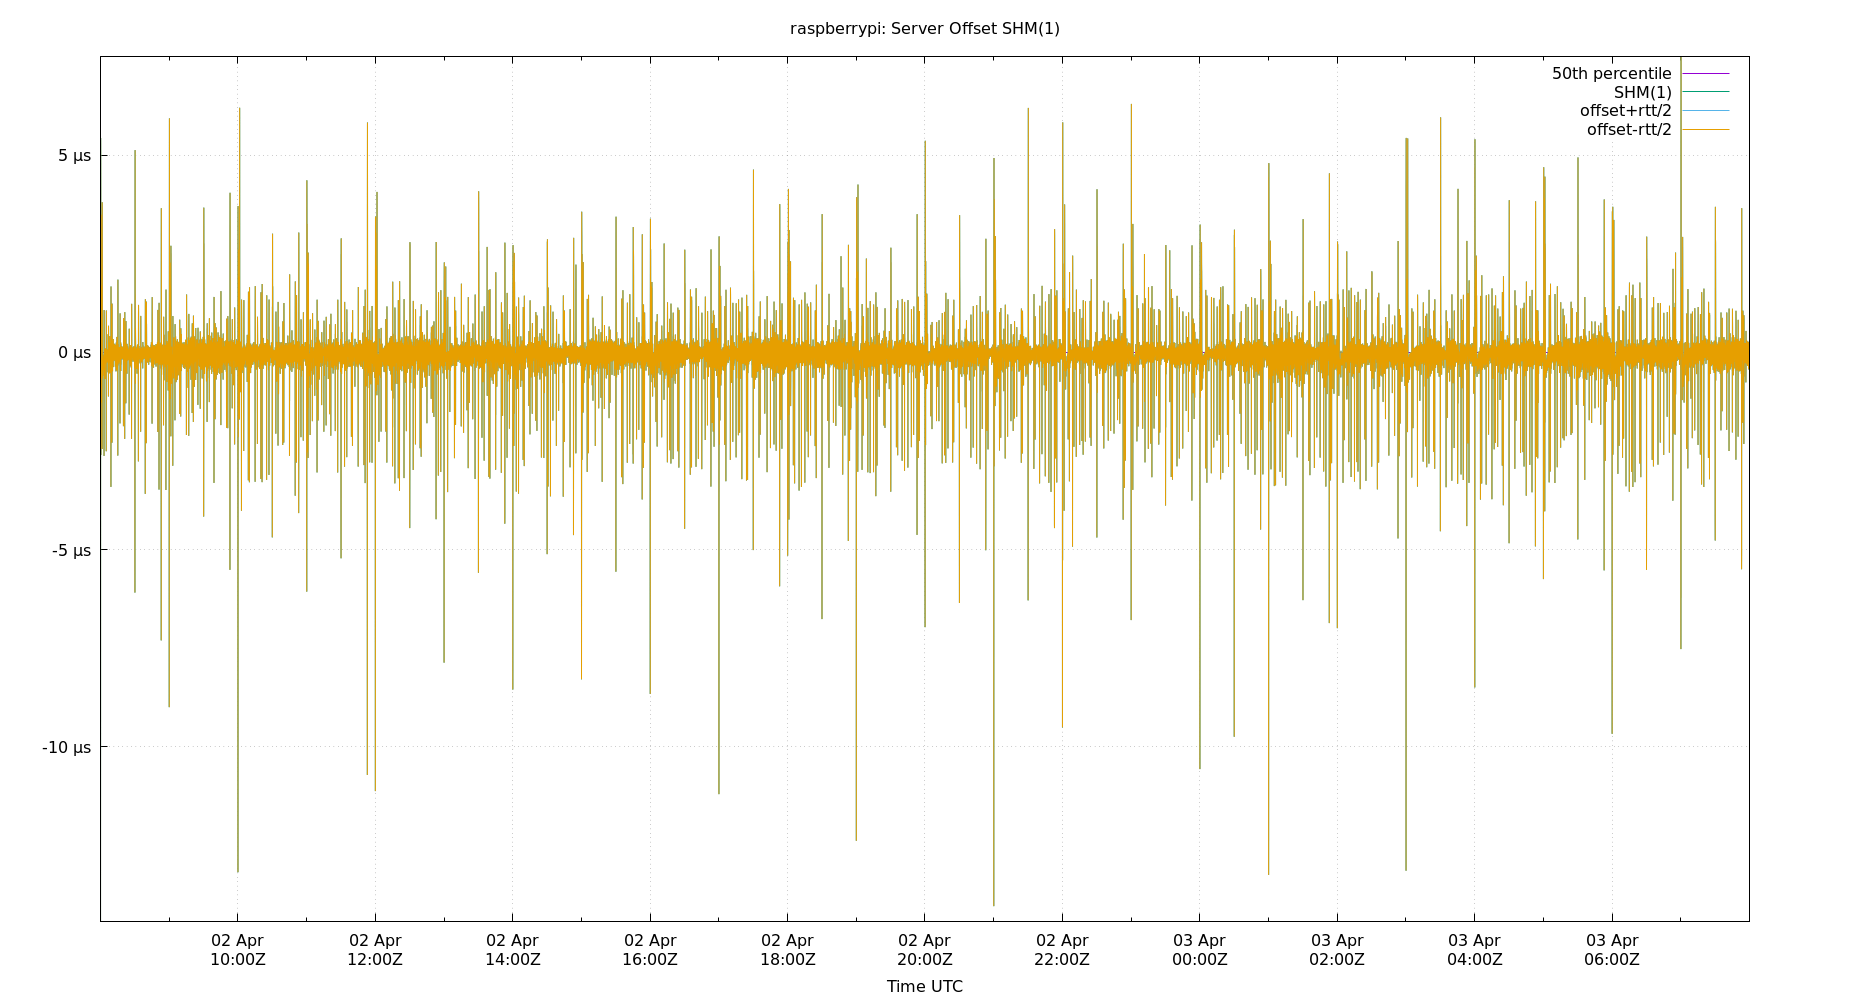 raspberrypi: Server Offset SHM(1)
50th percentile
SHM(1)
offset+rtt/2
offset-rtt/2
5 µs
0 µs
-5 µs
-10 µs
02 Apr 02 Apr 02 Apr 02 Apr 02 Apr 02 Apr 02 Apr 03 Apr 03 Apr 03 Apr 03 Apr
10:00Z 12:00Z 14:00Z 16:00Z 18:00Z 20:00Z 22:00Z 00:00Z 02:00Z 04:00Z 06:00Z
Time UTC